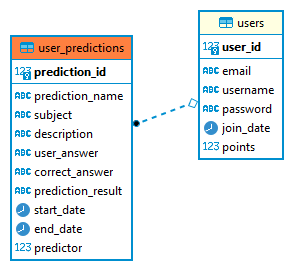 user_predictions
123 prediction_id
ABC prediction_name
ABC subject
ABC description
ABC user_answer
ABC correct_answer
ABC prediction_result
start_date
end_date
123 predictor
users
123 user_id
ABC email
ABC username
ABC password
join_date
123 points